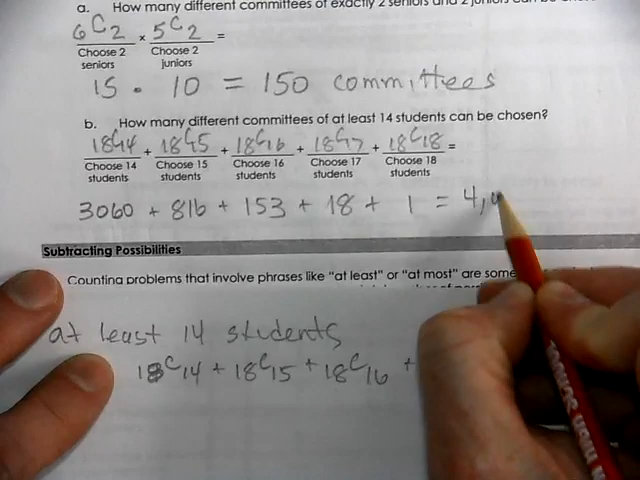 a. How many different committees of exactly 2 seniors and 2 juniors can be
6C2 × 5C2 =
Choose 2 seniors Choose 2 juniors
15 · 10 = 150 committees
b. How many different committees of at least 14 students can be chosen?
18C14 + 18C15 + 18C16 + 18C17 + 18C18 =
Choose 14 students Choose 15 students Choose 16 students Choose 17 students Choose 18 students
3060 + 816 + 153 + 18 + 1 = 4,
Subtracting Possibilities
Counting problems that involve phrases like "at least" or "at most" are some
at least 14 students
18C14 + 18C15 + 18C16 +